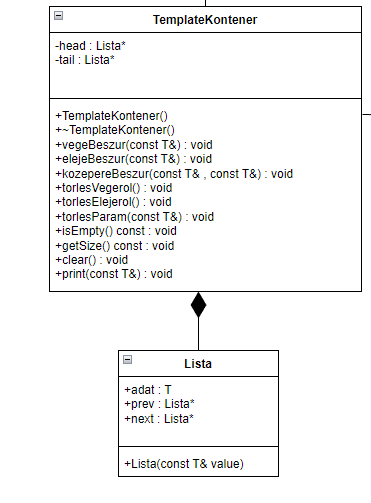 TemplateKontener
-head : Lista*
-tail : Lista*
+TemplateKontener()
+~TemplateKontener()
+vegeBeszur(const T&) : void
+elejeBeszur(const T&) : void
+kozepereBeszur(const T& , const T&) : void
+torlesVegerol() : void
+torlesElejerol() : void
+torlesParam(const T&) : void
+isEmpty() const : void
+getSize() const : void
+clear() : void
+print(const T&) : void
Lista
+adat : T
+prev : Lista*
+next : Lista*
+Lista(const T& value)